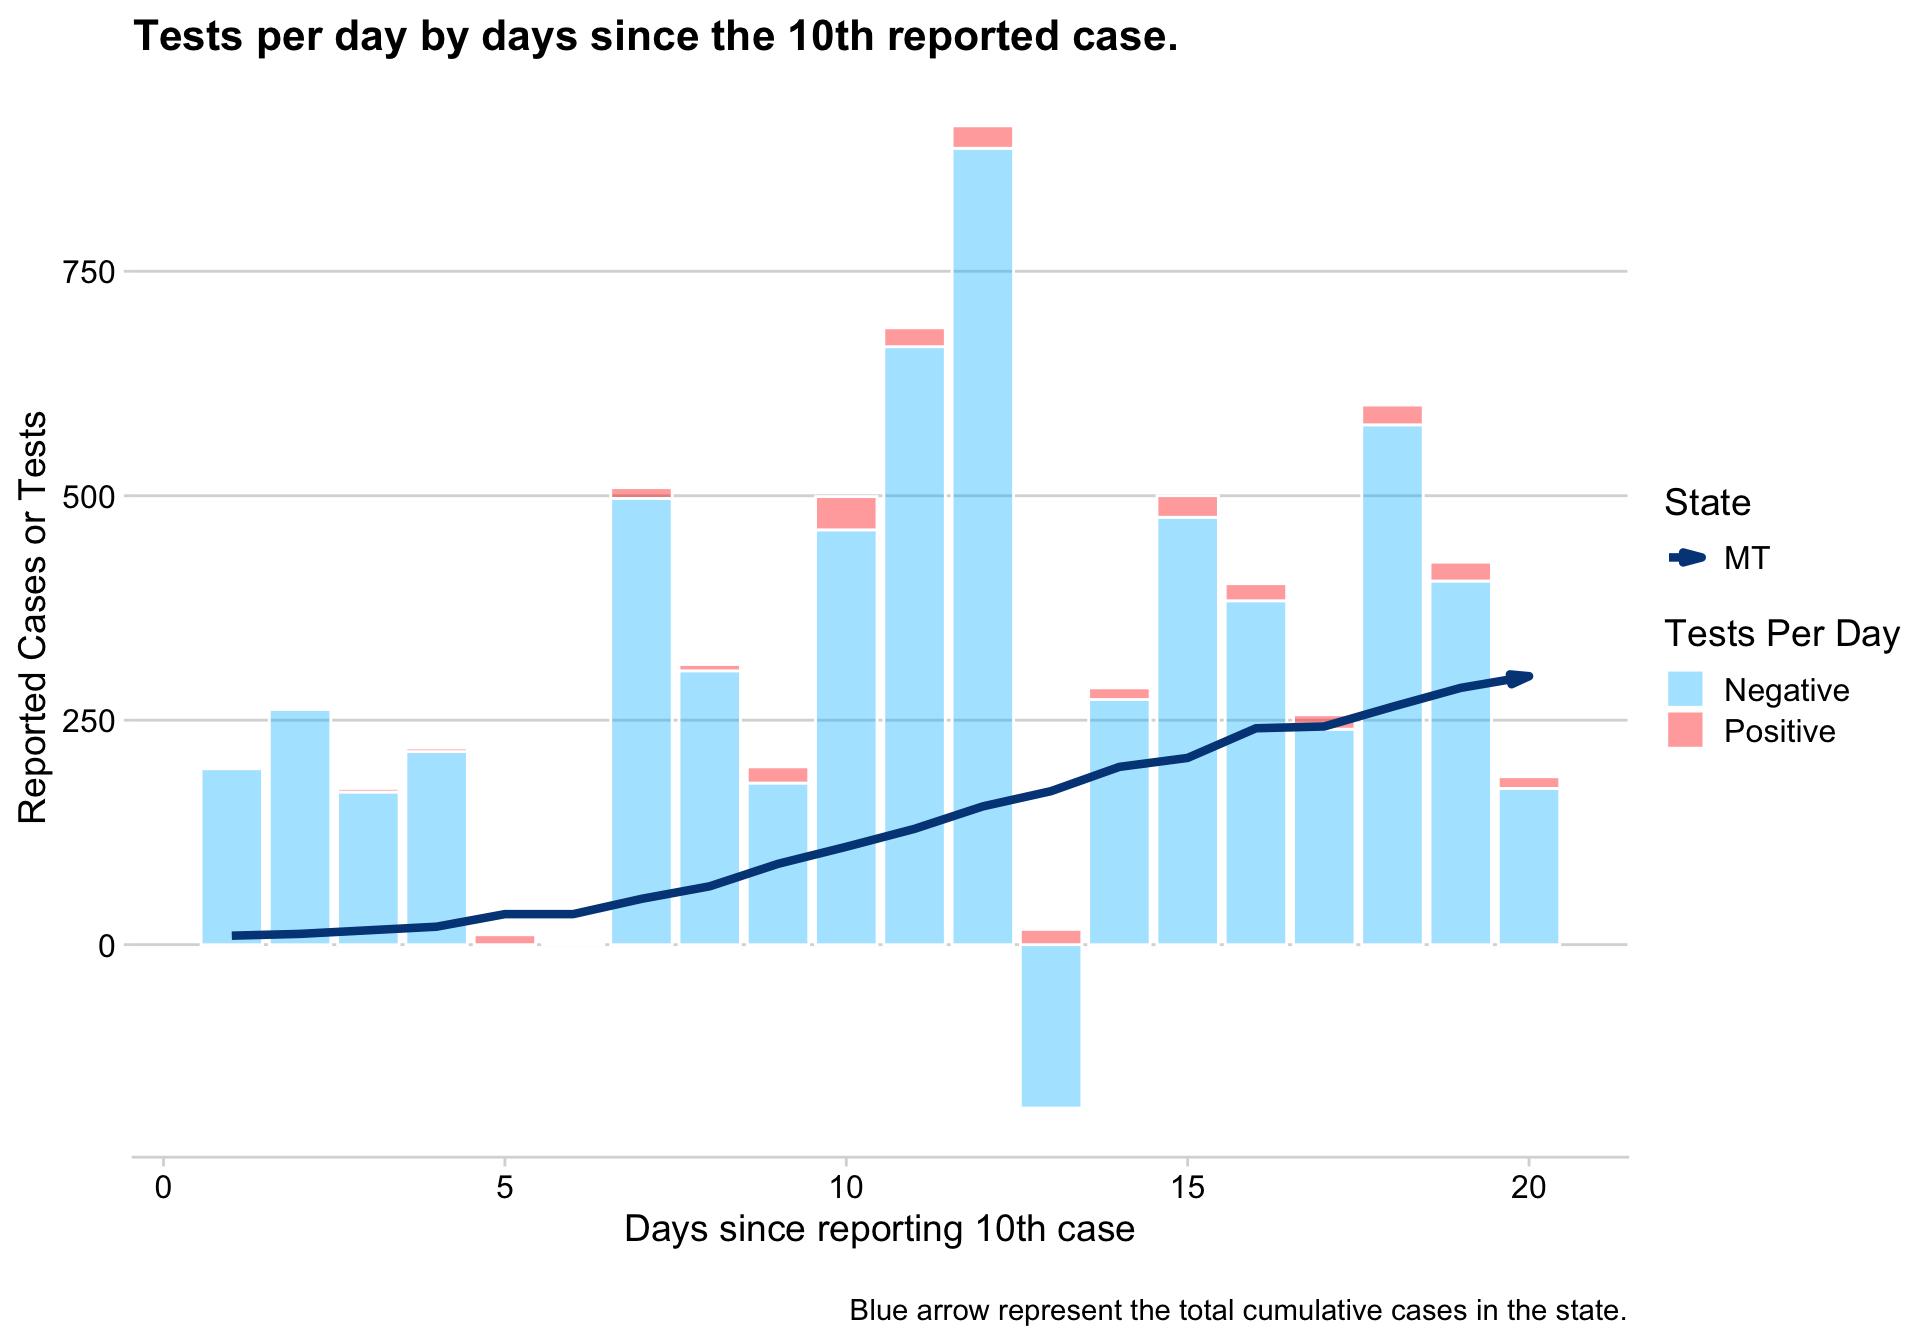 Tests per day by days since the 10th reported case.
Reported Cases or Tests
750
500
250
0
0
5
10
15
20
Days since reporting 10th case
State
MT
Tests Per Day
Negative
Positive
Blue arrow represent the total cumulative cases in the state.